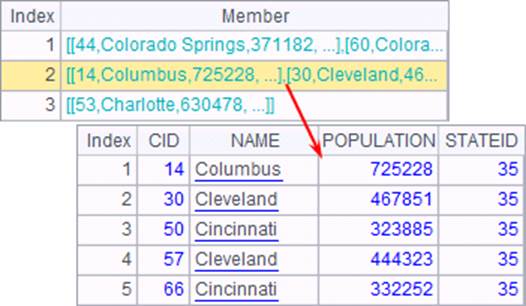 Index Member
1 [[44,Colorado Springs,371182, ...],[60,Colora...
2 [[14,Columbus,725228, ...],[30,Cleveland,46...
3 [[53,Charlotte,630478, ...]]
Index CID NAME POPULATION STATEID
1 14 Columbus 725228 35
2 30 Cleveland 467851 35
3 50 Cincinnati 323885 35
4 57 Cleveland 444323 35
5 66 Cincinnati 332252 35